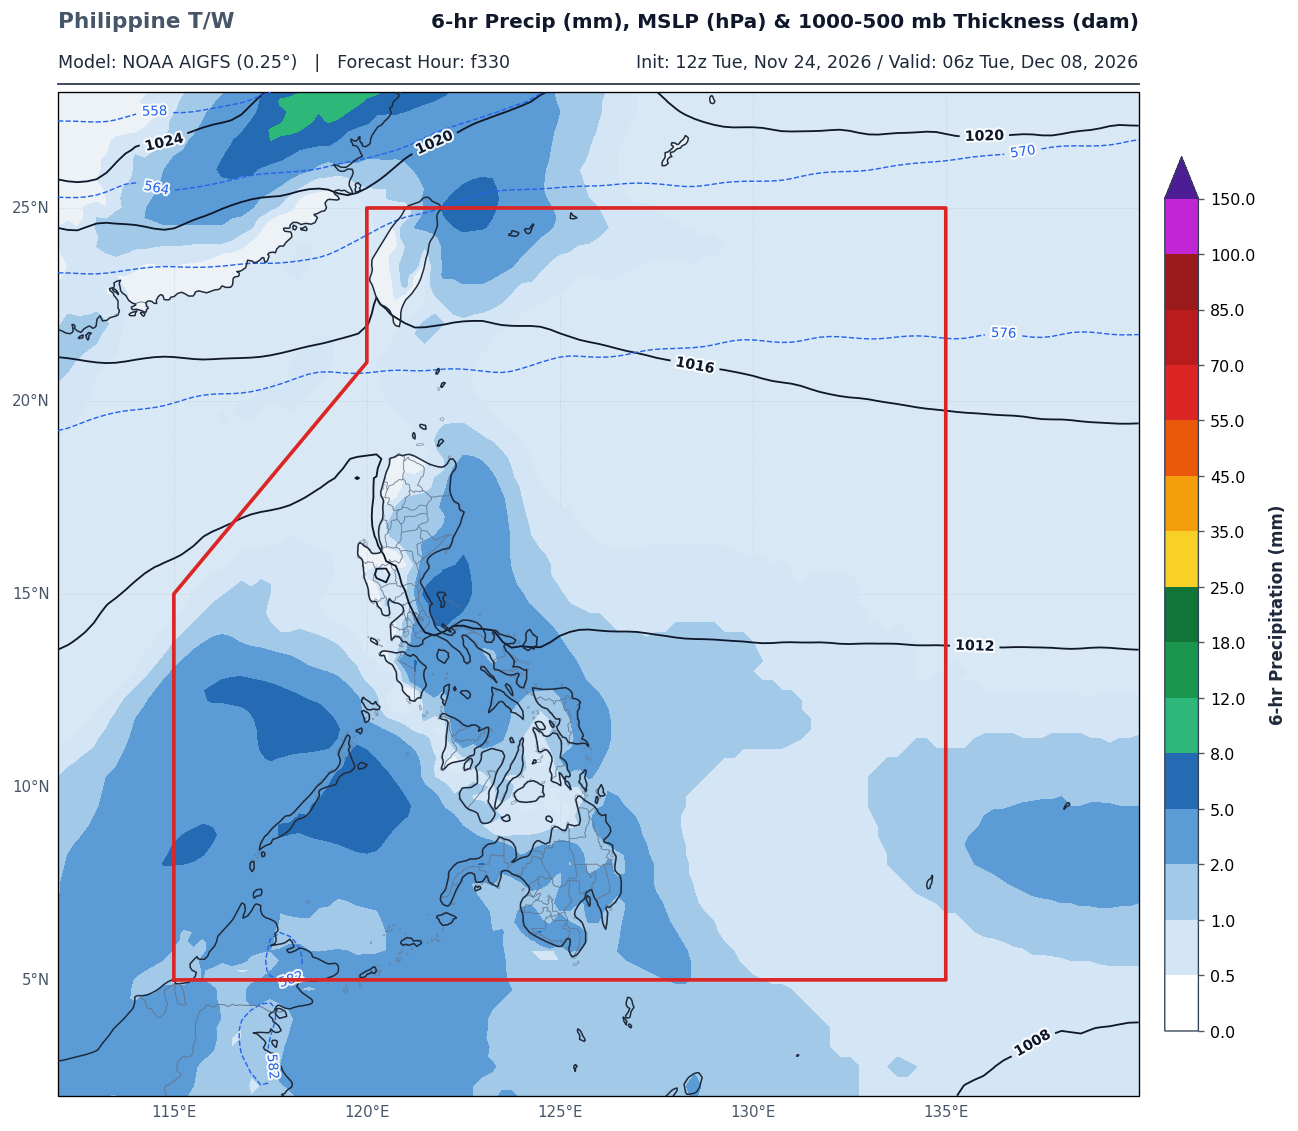 Philippine T/W
6-hr Precip (mm), MSLP (hPa) & 1000-500 mb Thickness (dam)
Model: NOAA AIGFS (0.25°) | Forecast Hour: f330
Init: 12z Tue, Nov 24, 2026 / Valid: 06z Tue, Dec 08, 2026
558
1024
1020
1020
570
564
25°N
576
1016
20°N
15°N
1012
10°N
582
5°N
1008
582
115°E
120°E
125°E
130°E
135°E
150.0
100.0
85.0
70.0
55.0
45.0
35.0
25.0
18.0
12.0
8.0
5.0
2.0
1.0
0.5
0.0
6-hr Precipitation (mm)